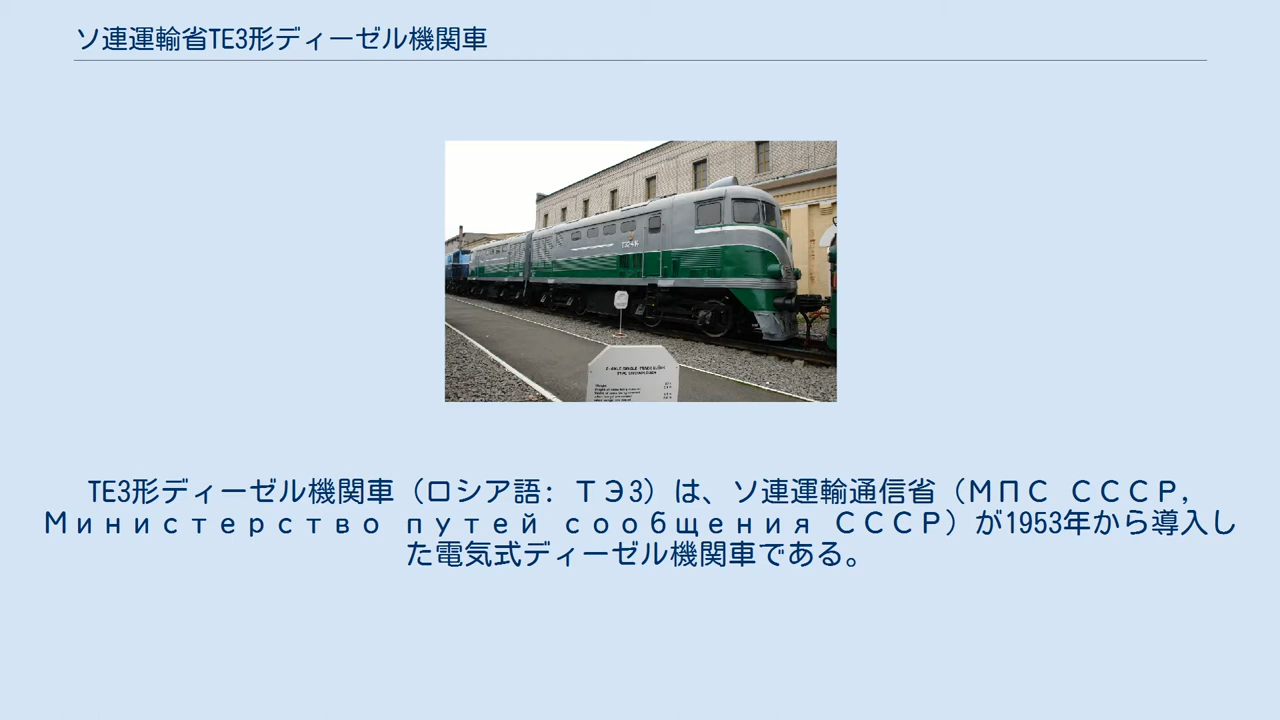 ソ連運輸省TE3形ディーゼル機関車
TE3形ディーゼル機関車（ロシア語: ТЭ3）は、ソ連運輸通信省（МПС СССР,
Министерство путей сообщения СССР）が1953年から導入し
た電気式ディーゼル機関車である。